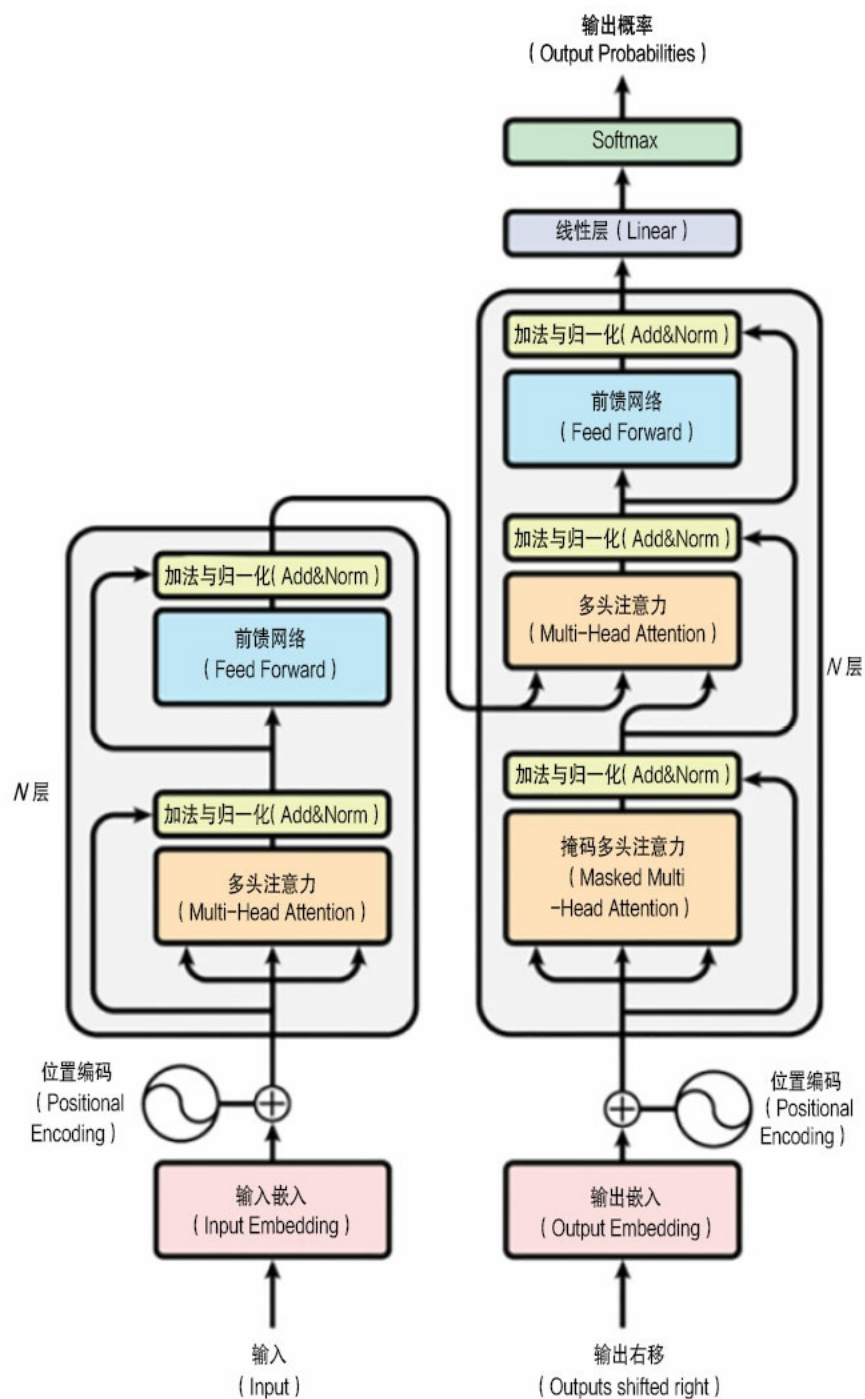 输出概率
( Output Probabilities )
Softmax
线性层 ( Linear )
加法与归一化( Add&Norm )
前馈网络
( Feed Forward )
加法与归一化( Add&Norm )
多头注意力
( Multi-Head Attention )
N 层
加法与归一化( Add&Norm )
掩码多头注意力
( Masked Multi
-Head Attention )
位置编码
( Positional
Encoding )
输出嵌入
( Output Embedding )
输出右移
( Outputs shifted right )
加法与归一化( Add&Norm )
前馈网络
( Feed Forward )
N 层
加法与归一化( Add&Norm )
多头注意力
( Multi-Head Attention )
位置编码
( Positional
Encoding )
输入嵌入
( Input Embedding )
输入
( Input )